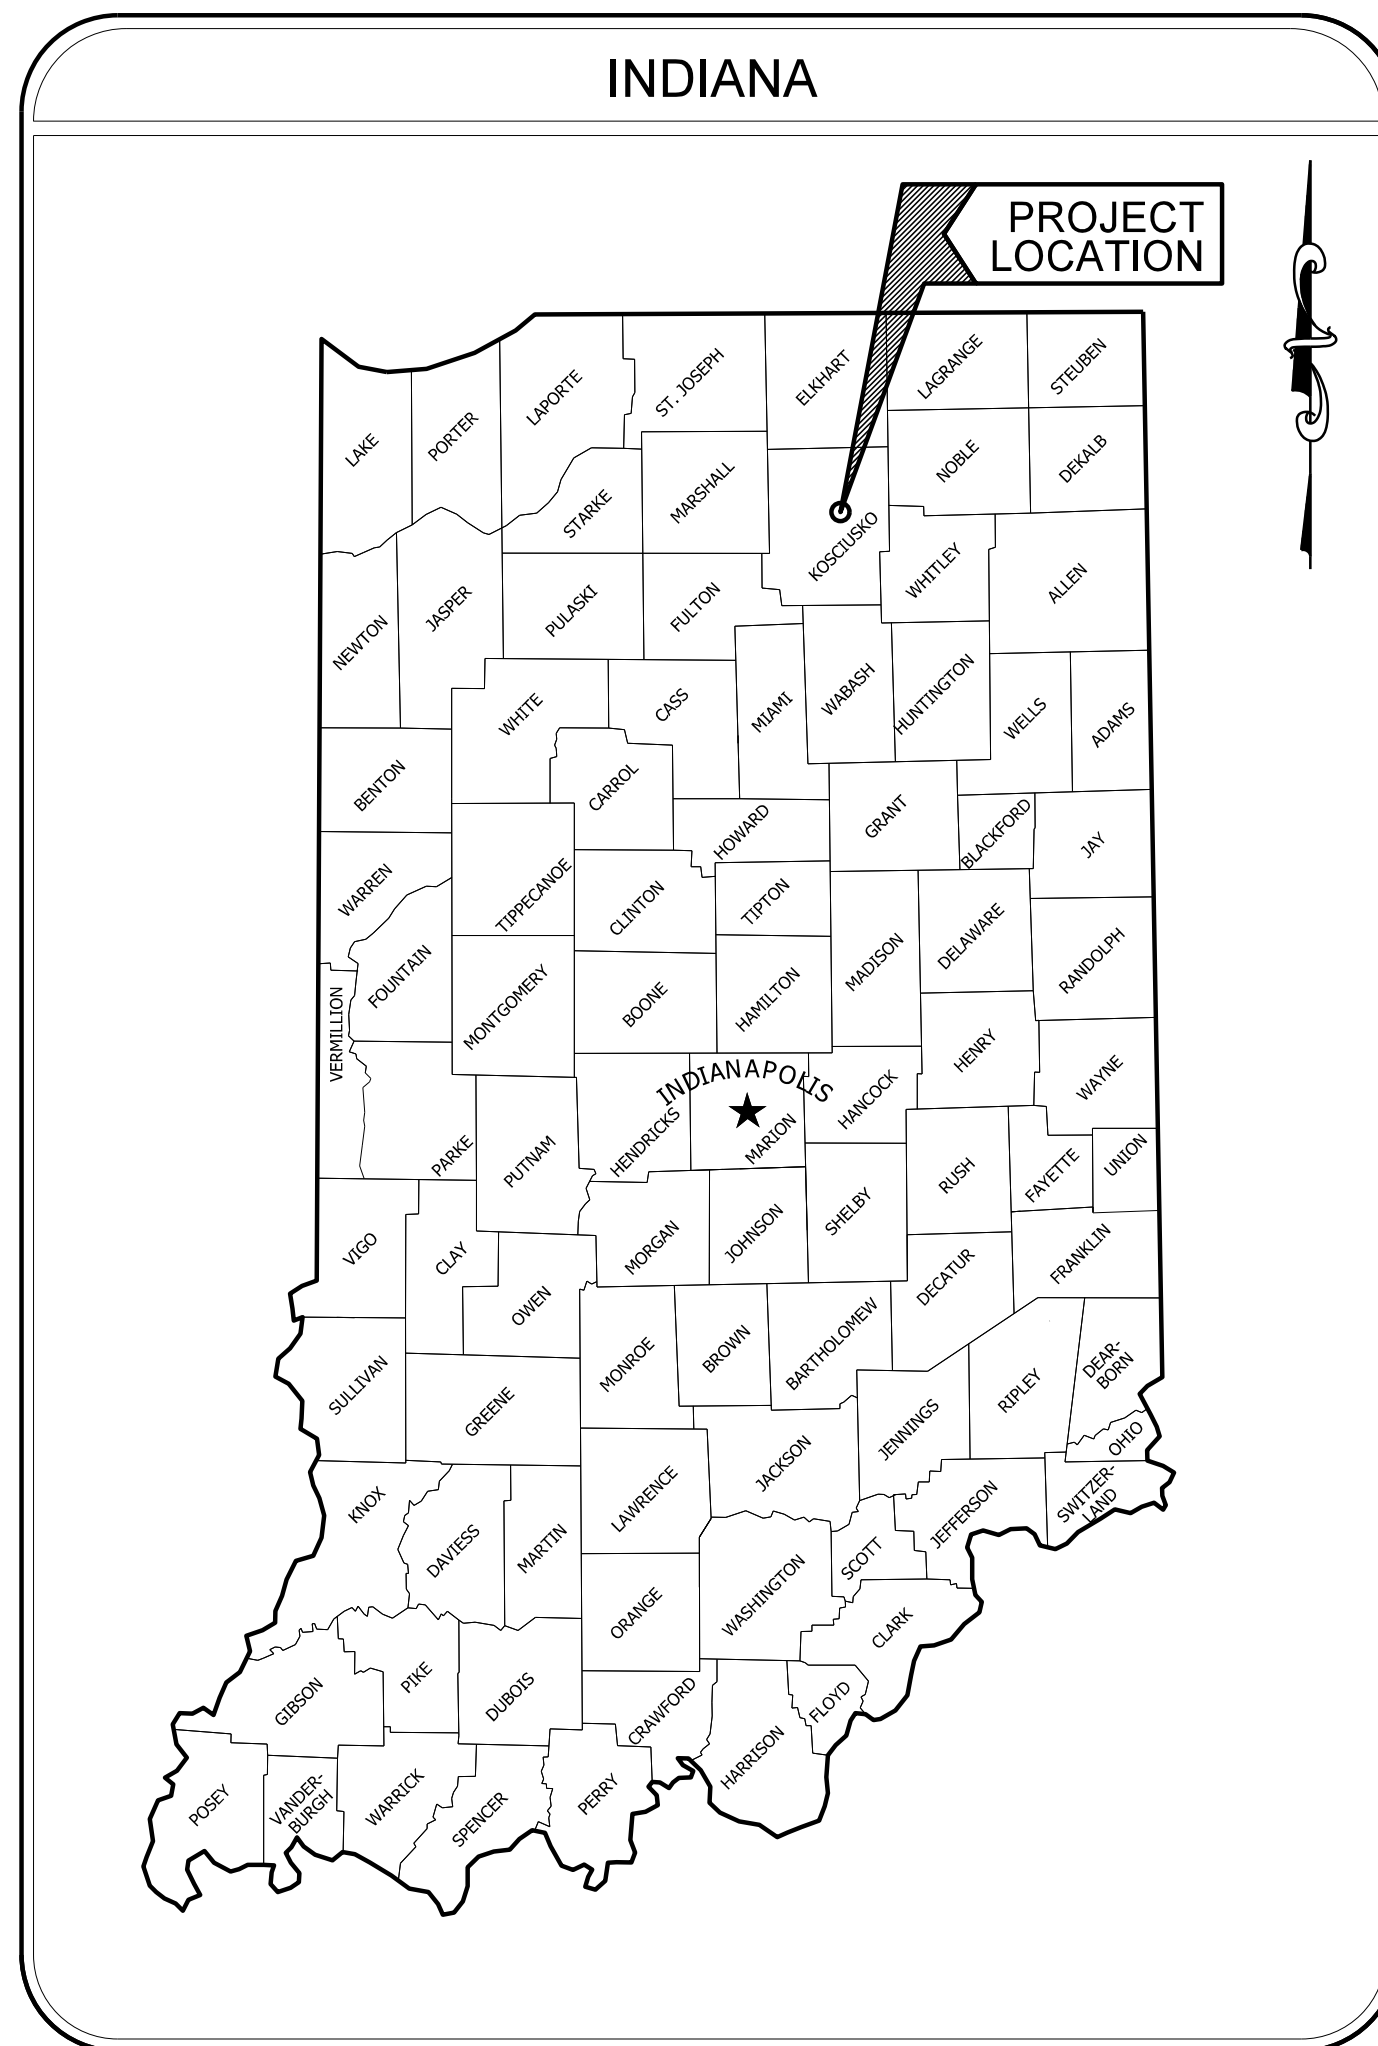 INDIANA
PROJECT
LOCATION
LAKE
PORTER
LAPORTE
ST. JOSEPH
ELKHART
LAGRANGE
STEUBEN
NOBLE
DEKALB
STARKE
MARSHALL
KOSCIUSKO
WHITLEY
ALLEN
NEWTON
JASPER
PULASKI
FULTON
WHITE
CASS
MIAMI
WABASH
HUNTINGTON
WELLS
ADAMS
BENTON
CARROL
HOWARD
GRANT
BLACKFORD
JAY
WARREN
TIPPECANOE
CLINTON
TIPTON
MADISON
DELAWARE
RANDOLPH
FOUNTAIN
VERMILLION
MONTGOMERY
BOONE
HAMILTON
HENRY
WAYNE
INDIANAPOLIS
HANCOCK
PARKE
PUTNAM
HENDRICKS
MARION
RUSH
FAYETTE
UNION
VIGO
CLAY
OWEN
MORGAN
JOHNSON
SHELBY
DECATUR
FRANKLIN
SULLIVAN
GREENE
MONROE
BROWN
BARTHOLOMEW
JENNINGS
RIPLEY
DEAR-
BORN
OHIO
KNOX
DAVIESS
MARTIN
LAWRENCE
JACKSON
JEFFERSON
SWITZER-
LAND
SCOTT
ORANGE
WASHINGTON
CLARK
GIBSON
PIKE
DUBOIS
CRAWFORD
HARRISON
FLOYD
POSEY
VANDER-
BURGH
WARRICK
SPENCER
PERRY